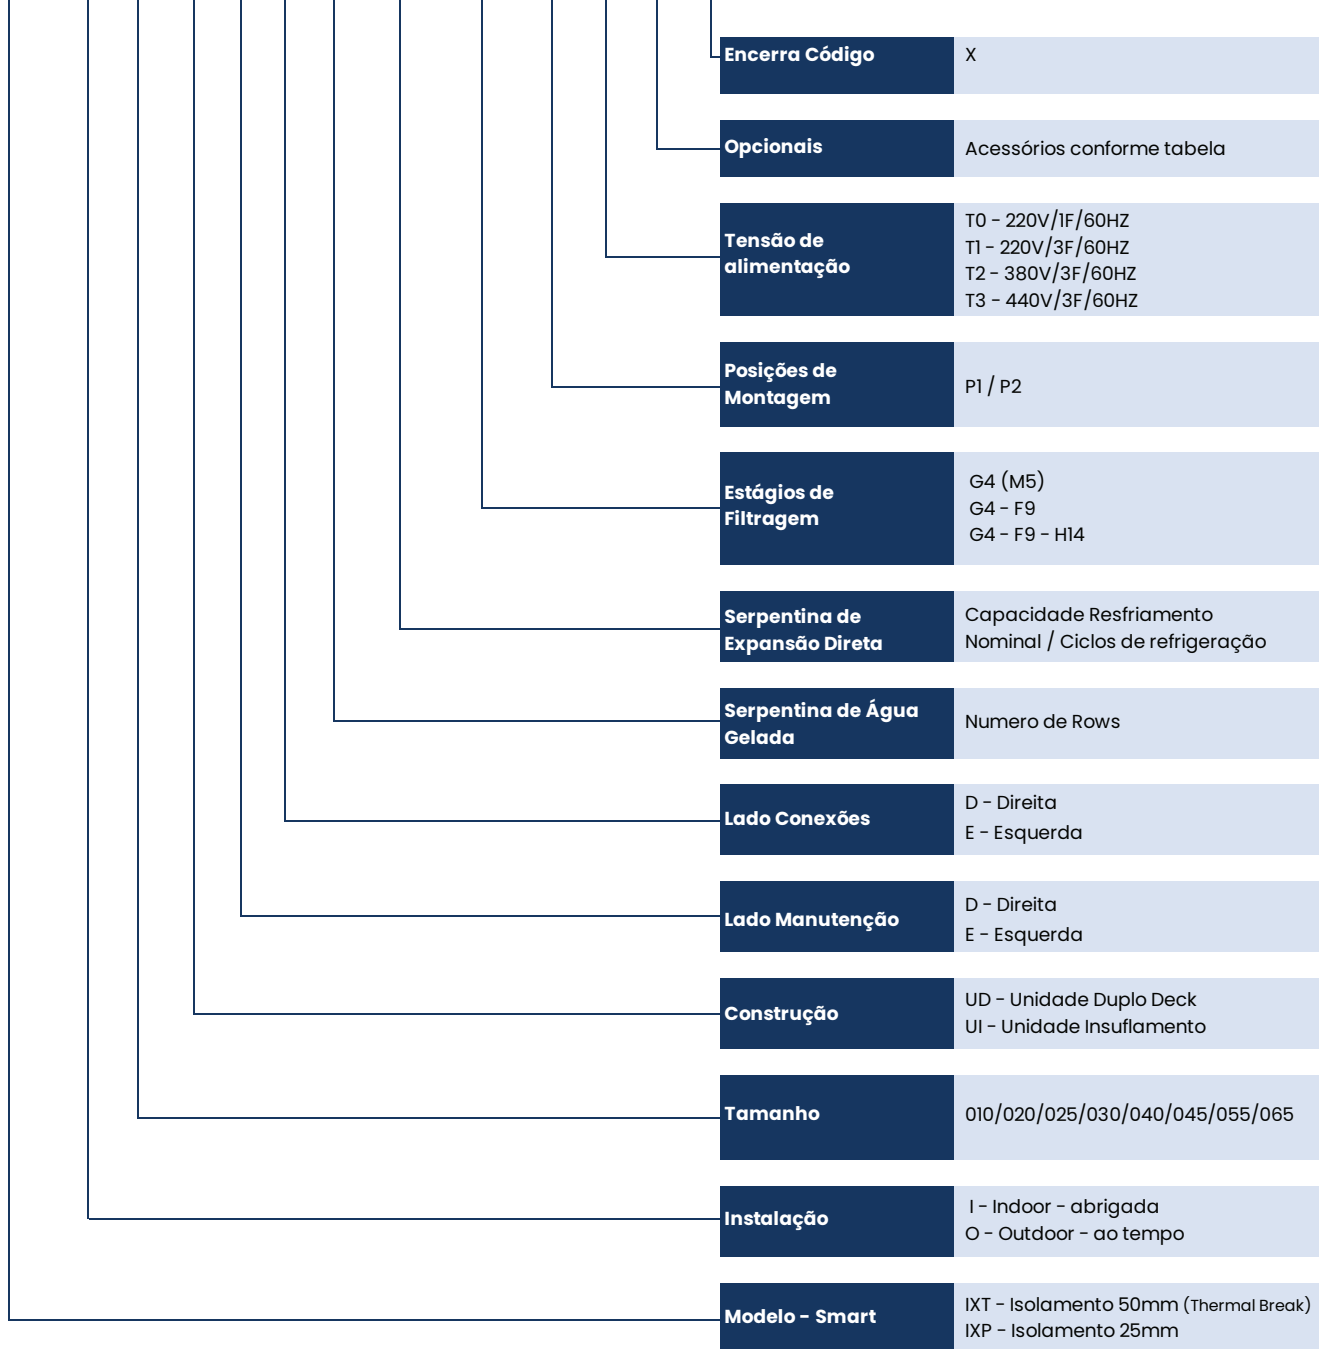 Encerra Código
X
Opcionais
Acessórios conforme tabela
Tensão de
alimentação
T0 - 220V/1F/60HZ
T1 - 220V/3F/60HZ
T2 - 380V/3F/60HZ
T3 - 440V/3F/60HZ
Posições de
Montagem
P1 / P2
Estágios de
Filtragem
G4 (M5)
G4 - F9
G4 - F9 - H14
Serpentina de
Expansão Direta
Capacidade Resfriamento
Nominal / Ciclos de refrigeração
Serpentina de Água
Gelada
Numero de Rows
Lado Conexões
D - Direita
E - Esquerda
Lado Manutenção
D - Direita
E - Esquerda
Construção
UD - Unidade Duplo Deck
UI - Unidade Insuflamento
Tamanho
010/020/025/030/040/045/055/065
Instalação
I - Indoor - abrigada
O - Outdoor - ao tempo
Modelo - Smart
IXT - Isolamento 50mm (Thermal Break)
IXP - Isolamento 25mm